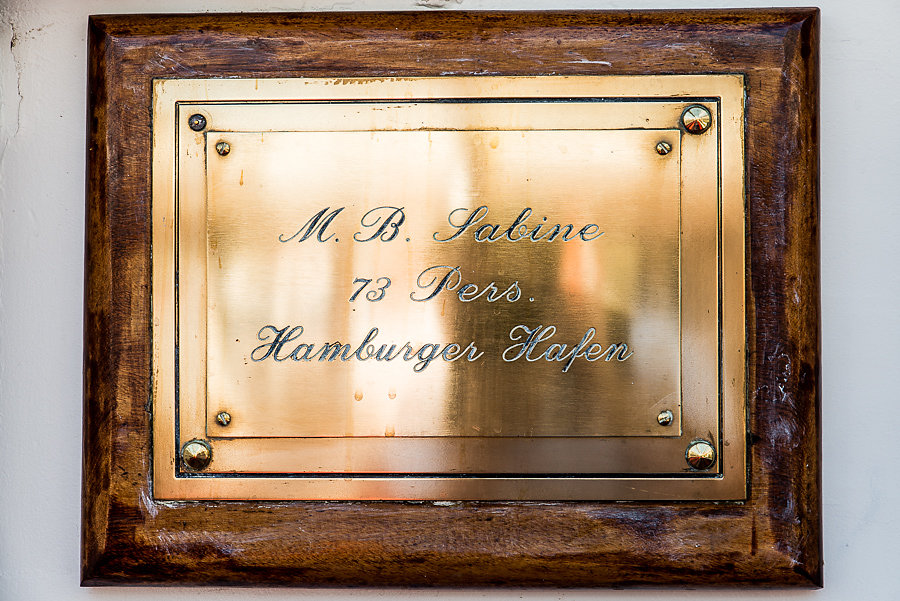 M. B. Sabine
73 Pers.
Hamburger Hafen